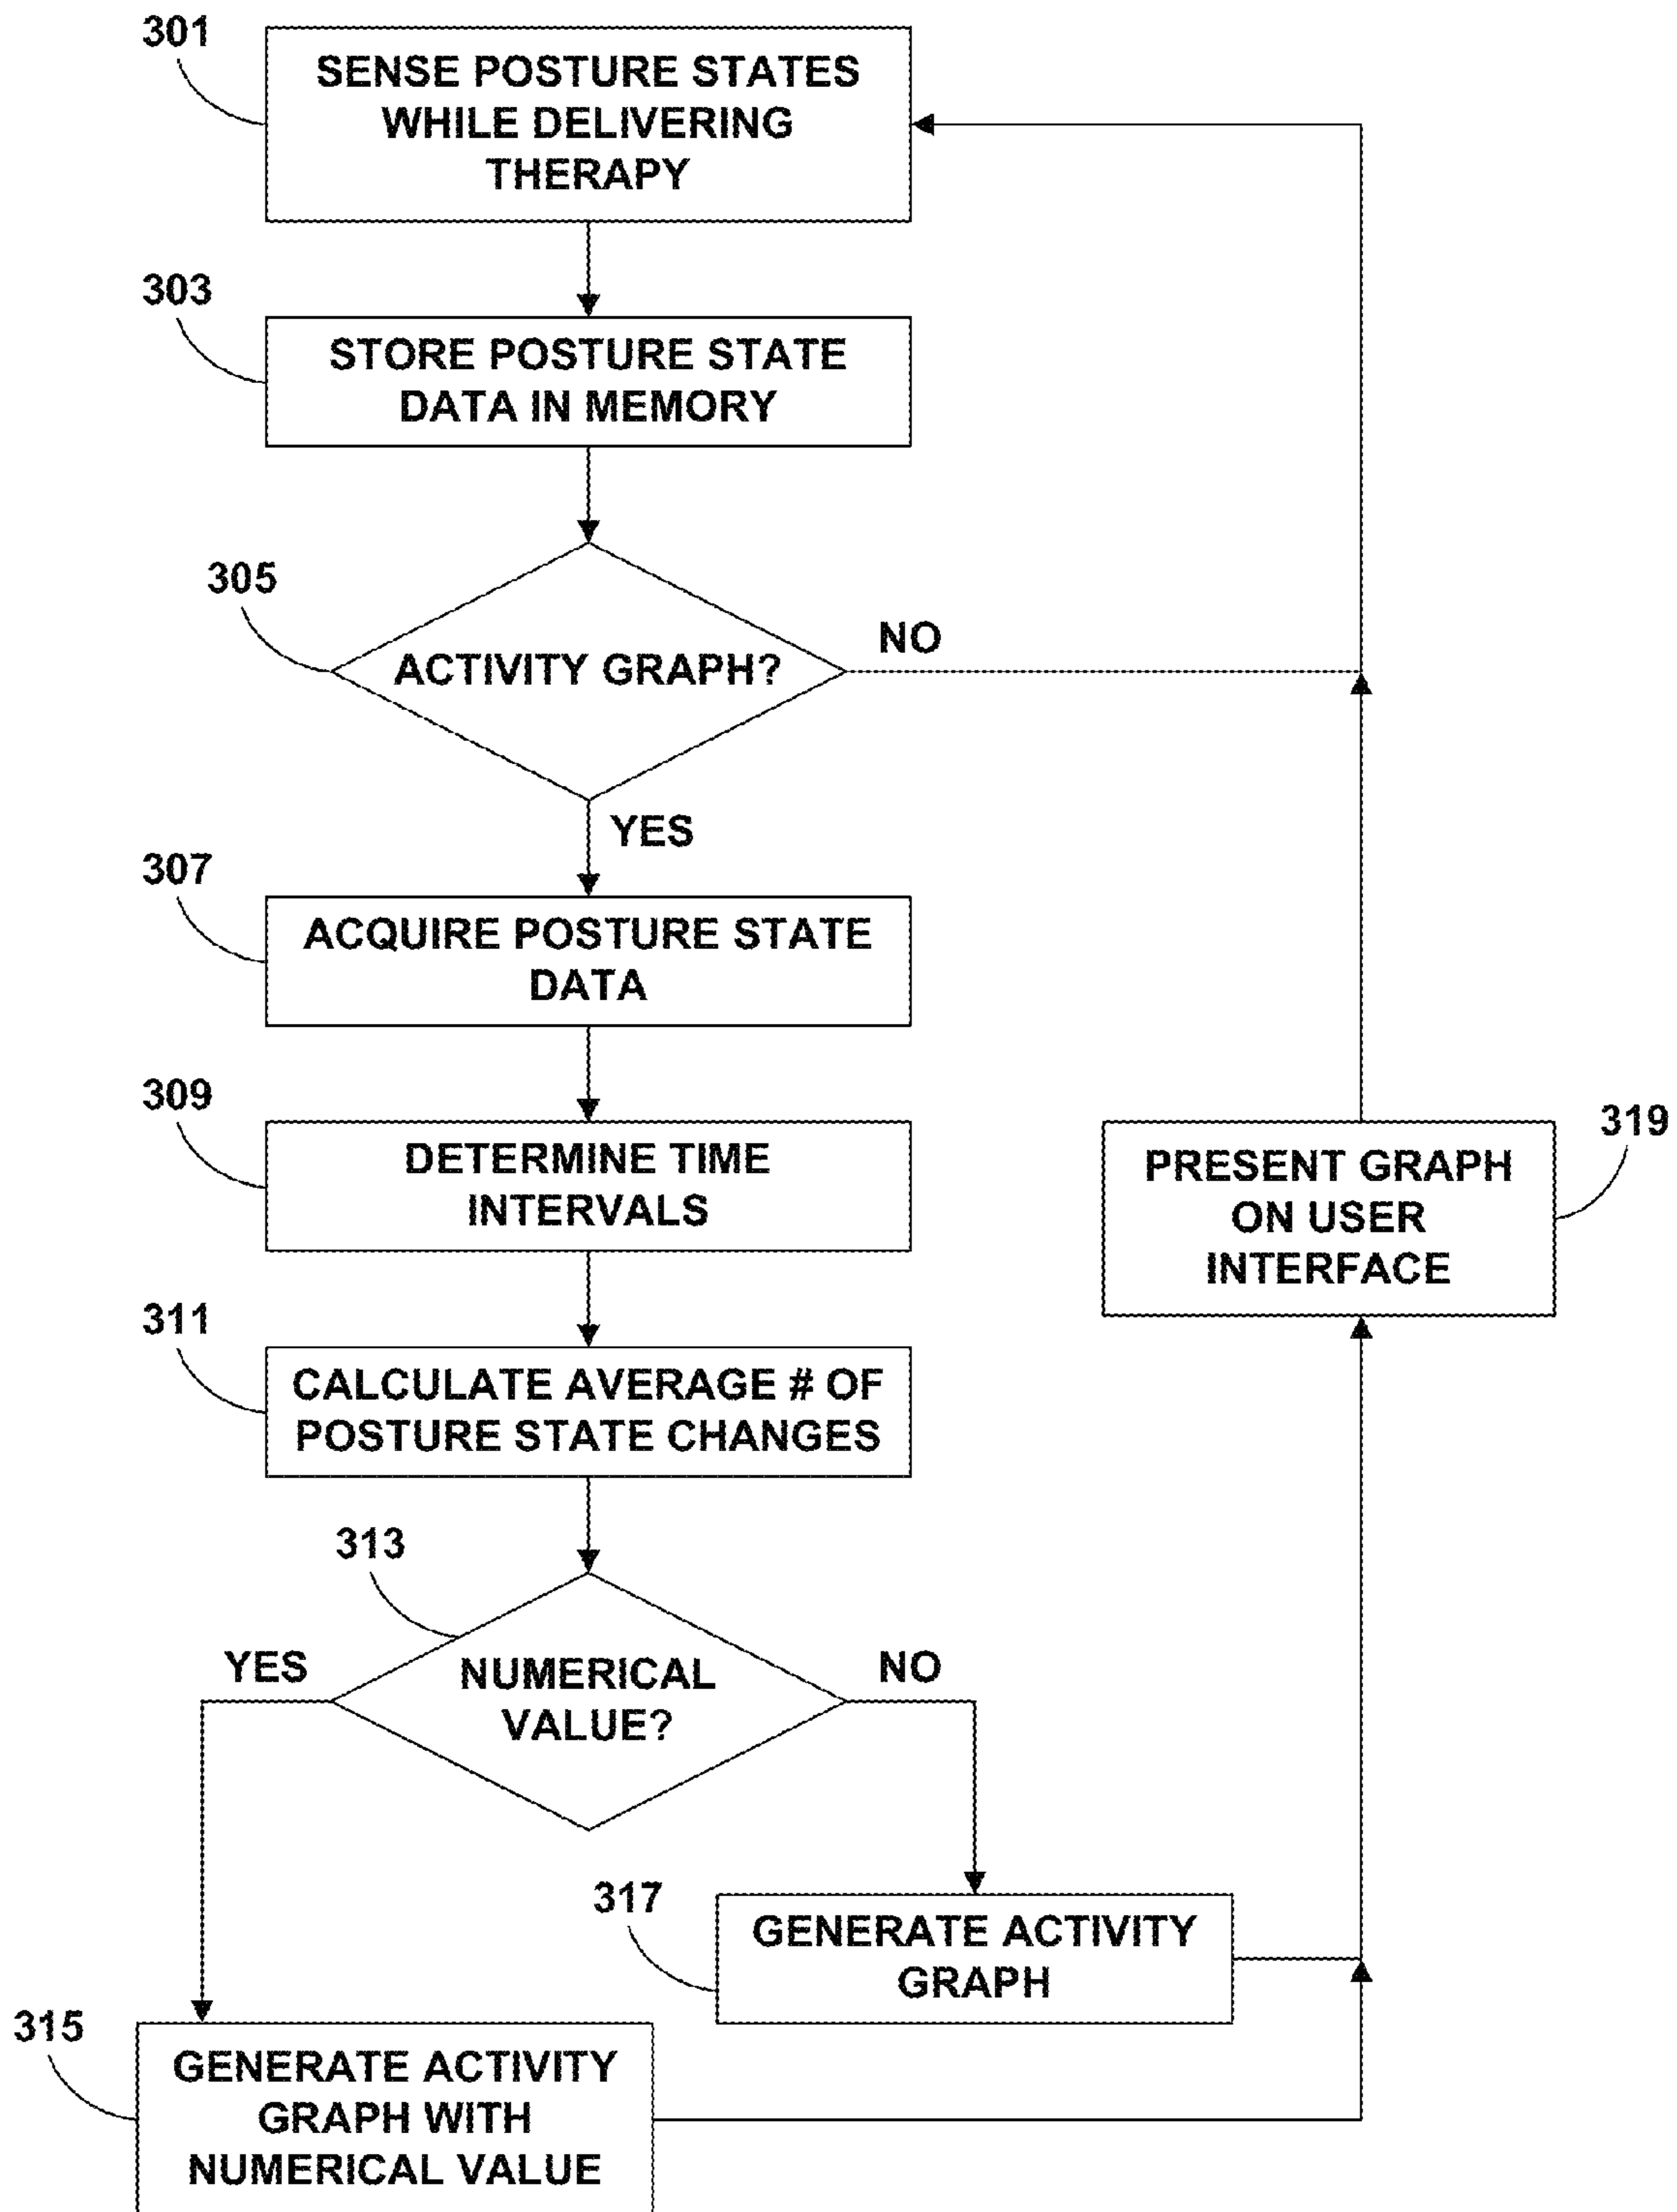 301
SENSE POSTURE STATES
WHILE DELIVERING
THERAPY
303
STORE POSTURE STATE
DATA IN MEMORY
305
ACTIVITY GRAPH?
NO
YES
307
ACQUIRE POSTURE STATE
DATA
309
DETERMINE TIME
INTERVALS
319
PRESENT GRAPH
ON USER
INTERFACE
311
CALCULATE AVERAGE # OF
POSTURE STATE CHANGES
313
YES
NUMERICAL
VALUE?
NO
317
GENERATE ACTIVITY
GRAPH
315
GENERATE ACTIVITY
GRAPH WITH
NUMERICAL VALUE